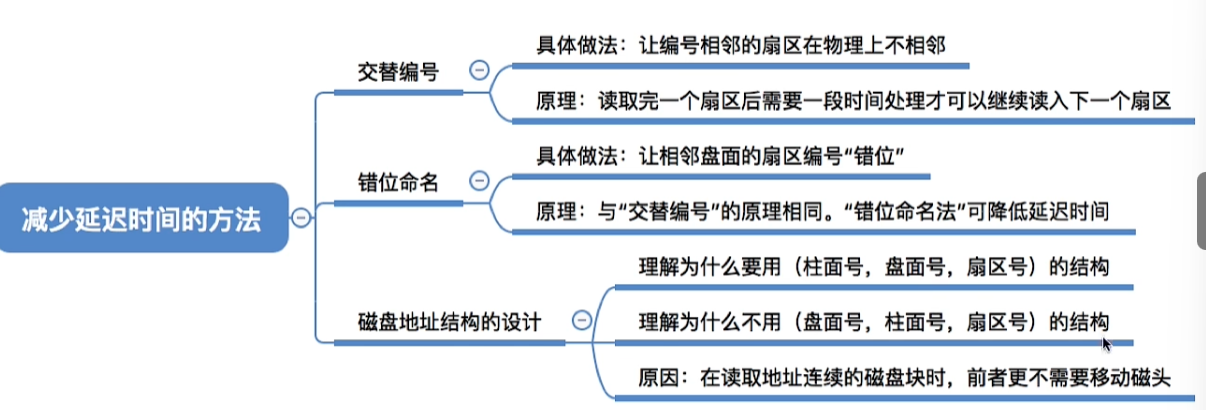 减少延迟时间的方法
交替编号
具体做法：让编号相邻的扇区在物理上不相邻
原理：读取完一个扇区后需要一段时间处理才可以继续读入下一个扇区
错位命名
具体做法：让相邻盘面的扇区编号“错位”
原理：与“交替编号”的原理相同。“错位命名法”可降低延迟时间
磁盘地址结构的设计
理解为什么要用（柱面号，盘面号，扇区号）的结构
理解为什么不用（盘面号，柱面号，扇区号）的结构
原因：在读取地址连续的磁盘块时，前者更不需要移动磁头